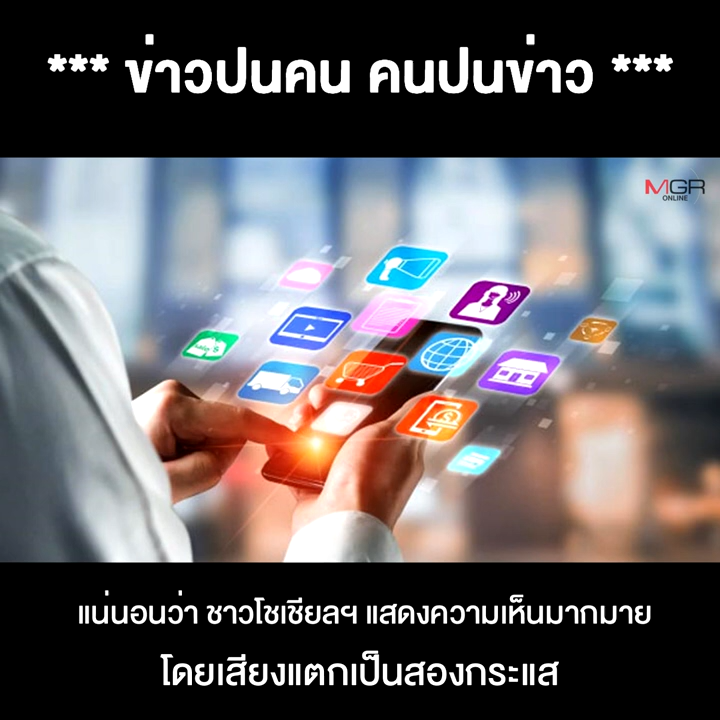 *** ข่าวปนคน คนปนข่าว ***
MGR
ONLINE
แน่นอนว่า ชาวโซเชียลฯ แสดงความเห็นมากมาย
โดยเสียงแตกเป็นสองกระแส